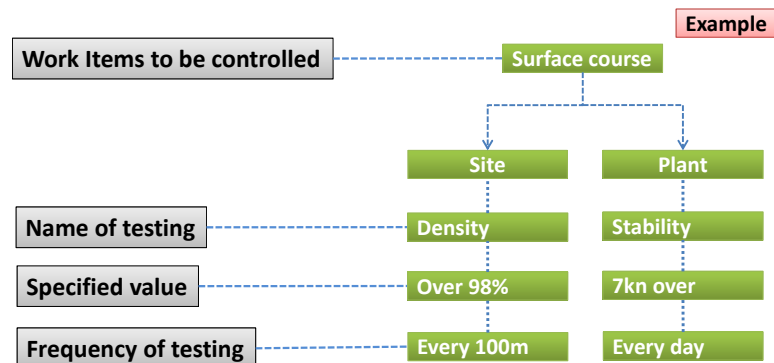 Example
Work Items to be controlled
Surface course
Site
Plant
Name of testing
Density
Stability
Specified value
Over 98%
7kn over
Frequency of testing
Every 100m
Every day